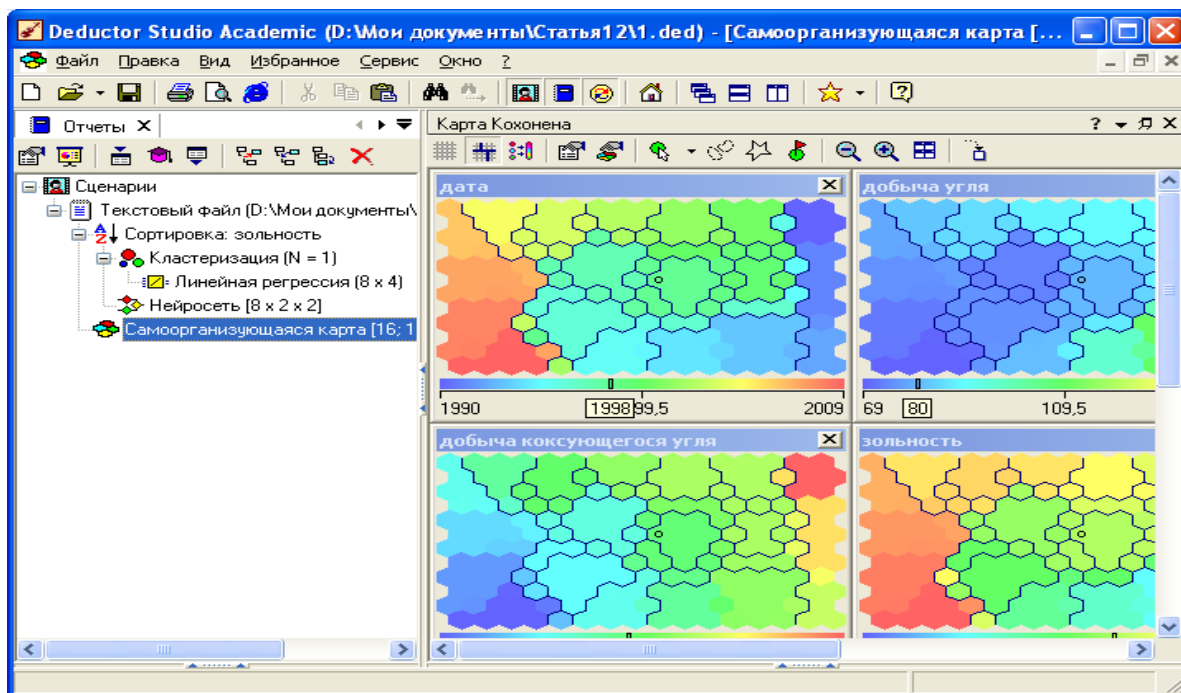 Deductor Studio Academic (D:\Мои документы\Статья12\1.ded) - [Самоорганизующаяся карта [...
Файл Правка Вид Избранное Сервис Окно ?
Отчеты
Сценарии
Текстовый файл (D:\Мои документы\
Сортировка: зольность
Кластеризация (N = 1)
Линейная регрессия (8 x 4)
Нейросеть [8 x 2 x 2]
Самоорганизующаяся карта [16; 1
Карта Кохонена
дата
1990 1998 99,5 2009
добыча угля
69 80 109,5
добыча коксующегося угля
зольность